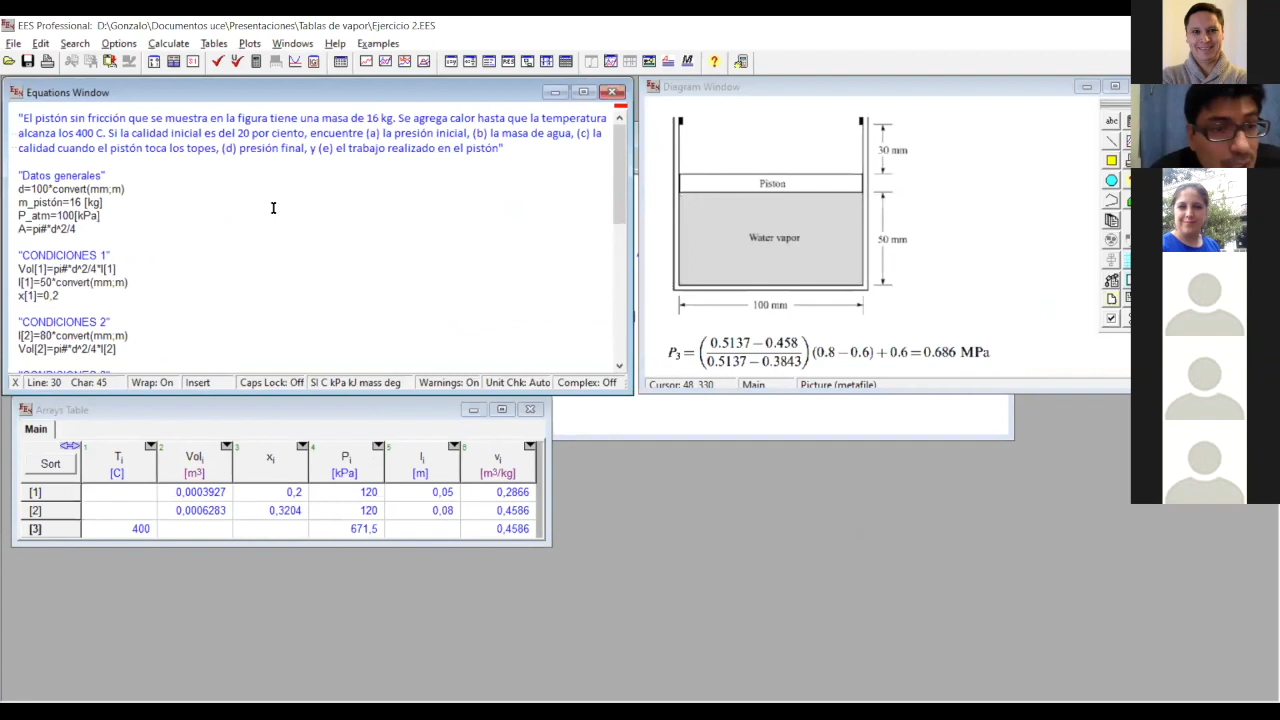 EES Professional: D:\Gonzalo\Documentos uce\Presentaciones\Tablas de vapor\Ejercicio 2.EES
File Edit Search Options Calculate Tables Plots Windows Help Examples
Equations Window
"El pistón sin fricción que se muestra en la figura tiene una masa de 16 kg. Se agrega calor hasta que la temperatura
alcanza los 400 C. Si la calidad inicial es del 20 por ciento, encuentre (a) la presión inicial, (b) la masa de agua, (c) la
calidad cuando el pistón toca los topes, (d) presión final, y (e) el trabajo realizado en el pistón"
"Datos generales"
d=100*convert(mm;m)
m_pistón=16 [kg]
P_atm=100[kPa]
A=pi#*d^2/4
"CONDICIONES 1"
Vol[1]=pi#*d^2/4*l[1]
l[1]=50*convert(mm;m)
x[1]=0,2
"CONDICIONES 2"
l[2]=80*convert(mm;m)
Vol[2]=pi#*d^2/4*l[2]
X Line: 30 Char: 45 Wrap: On Insert Caps Lock: Off SI C kPa kJ mass deg Warnings: On Unit Chk: Auto Complex: Off
Diagram Window
30 mm
Piston
Water vapor
50 mm
100 mm
P3 = ((0.5137 − 0.458)/(0.5137 − 0.3843))(0.8 − 0.6) + 0.6 = 0.686 MPa
abc
Cursor: 48, 330 Main Picture (metafile)
Arrays Table
Main
Sort
1 Ti [C] 2 Voli [m3] 3 xi 4 Pi [kPa] 5 li [m] 6 vi [m3/kg]
[1] 0,0003927 0,2 120 0,05 0,2866
[2] 0,0006283 0,3204 120 0,08 0,4586
[3] 400 671,5 0,4586